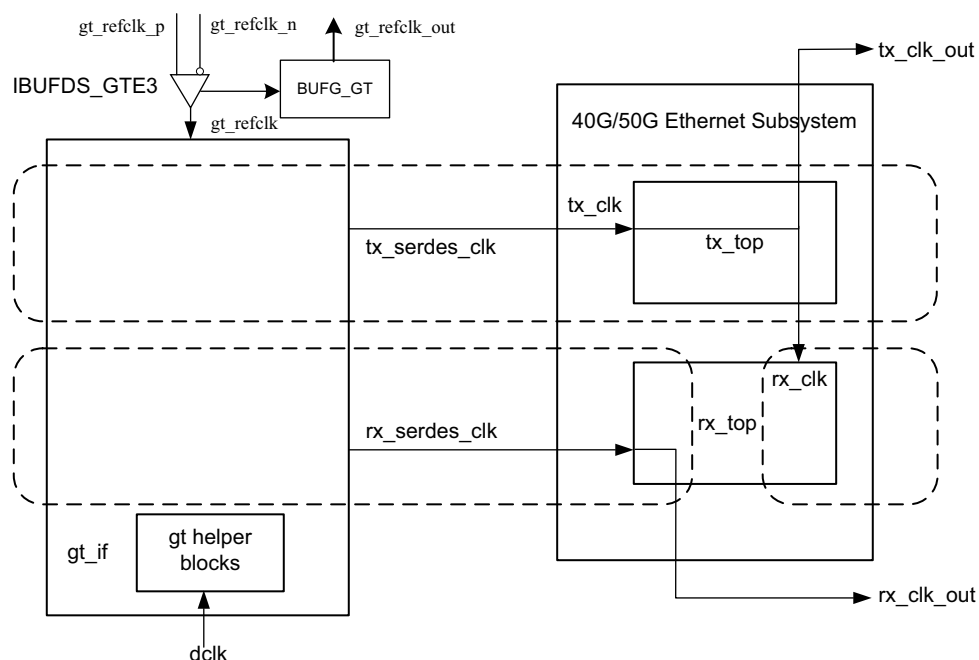 gt_refclk_p
gt_refclk_n
gt_refclk_out
tx_clk_out
IBUFDS_GTE3
BUFG_GT
gt_refclk
40G/50G Ethernet Subsystem
tx_clk
tx_serdes_clk
tx_top
rx_clk
rx_serdes_clk
rx_top
gt_if
gt helper
blocks
rx_clk_out
dclk